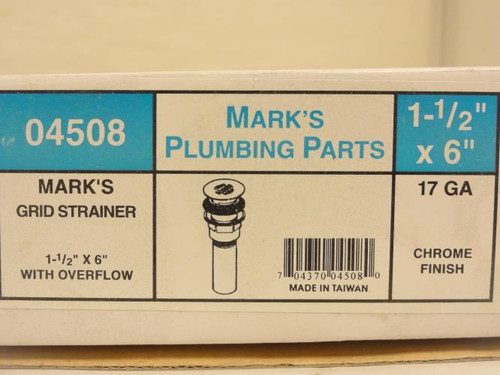 04508
MARK'S
GRID STRAINER
1-1/2" X 6"
WITH OVERFLOW
MARK'S
PLUMBING PARTS
7 04370 04508 0
MADE IN TAIWAN
1-1/2"
x 6"
17 GA
CHROME
FINISH